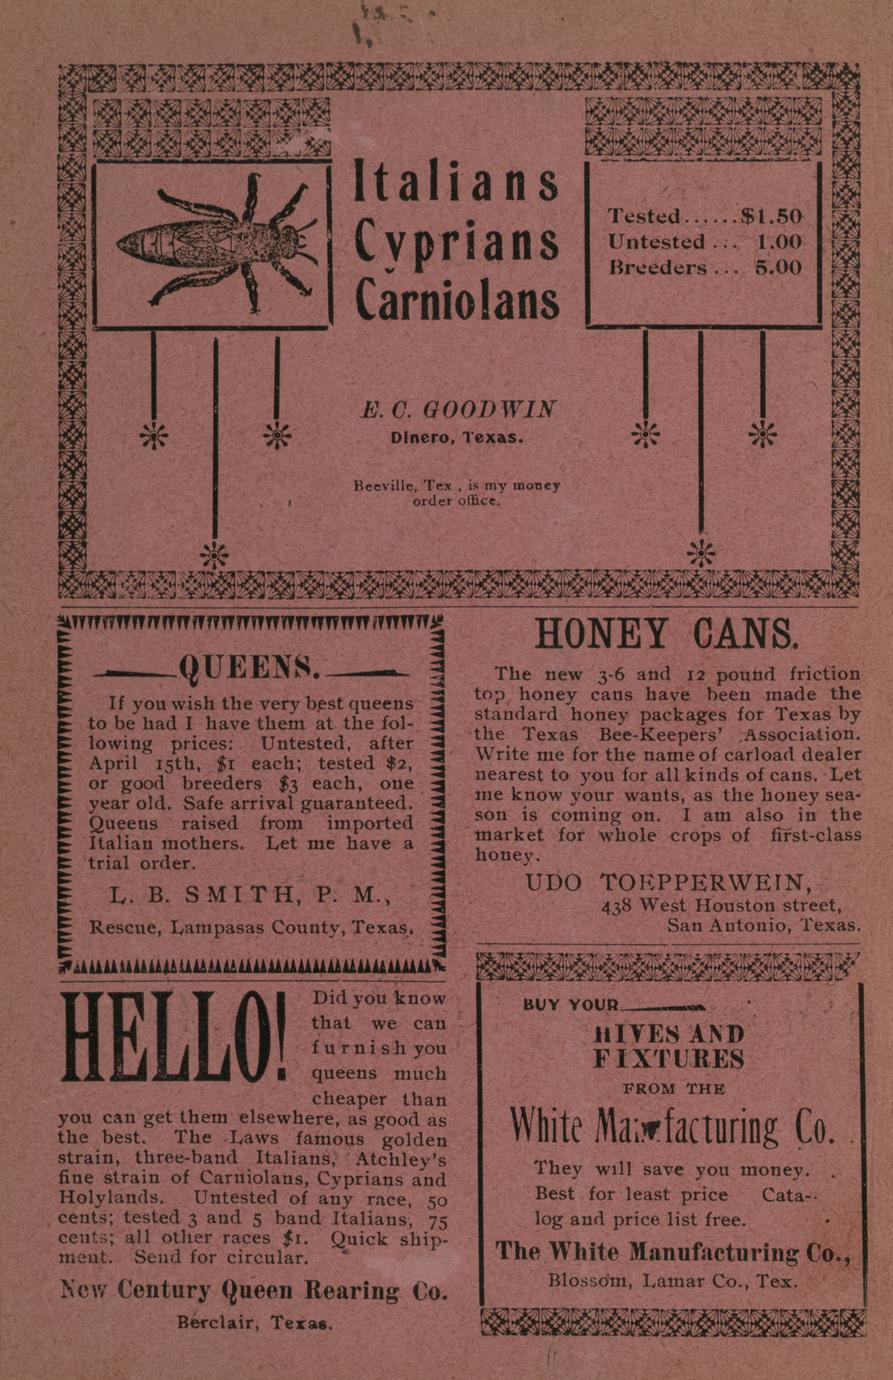 Italians
Cyprians
Carniolans
Tested......$1.50
Untested ... 1.00
Breeders ... 5.00
E. C. GOODWIN
Dinero, Texas.
Beeville, Tex , is my money
order office.
QUEENS.
If you wish the very best queens
to be had I have them at the fol-
lowing prices: Untested, after
April 15th, $1 each; tested $2,
or good breeders $3 each, one
year old. Safe arrival guaranteed.
Queens raised from imported
Italian mothers. Let me have a
trial order.
L. B. SMITH, P. M.,
Rescue, Lampasas County, Texas.
HELLO!
Did you know
that we can
furnish you
queens much
cheaper than
you can get them elsewhere, as good as
the best. The Laws famous golden
strain, three-band Italians, Atchley's
fine strain of Carniolans, Cyprians and
Holylands. Untested of any race, 50
cents; tested 3 and 5 band Italians, 75
cents; all other races $1. Quick ship-
ment. Send for circular.
New Century Queen Rearing Co.
Berclair, Texas.
HONEY CANS.
The new 3-6 and 12 pound friction
top honey cans have been made the
standard honey packages for Texas by
the Texas Bee-Keepers' Association.
Write me for the name of carload dealer
nearest to you for all kinds of cans. Let
me know your wants, as the honey sea-
son is coming on. I am also in the
market for whole crops of first-class
honey.
UDO TOEPPERWEIN,
438 West Houston street,
San Antonio, Texas.
BUY YOUR
HIVES AND
FIXTURES
FROM THE
White Manufacturing Co.
They will save you money.
Best for least price Cata-
log and price list free.
The White Manufacturing Co.,
Blossom, Lamar Co., Tex.